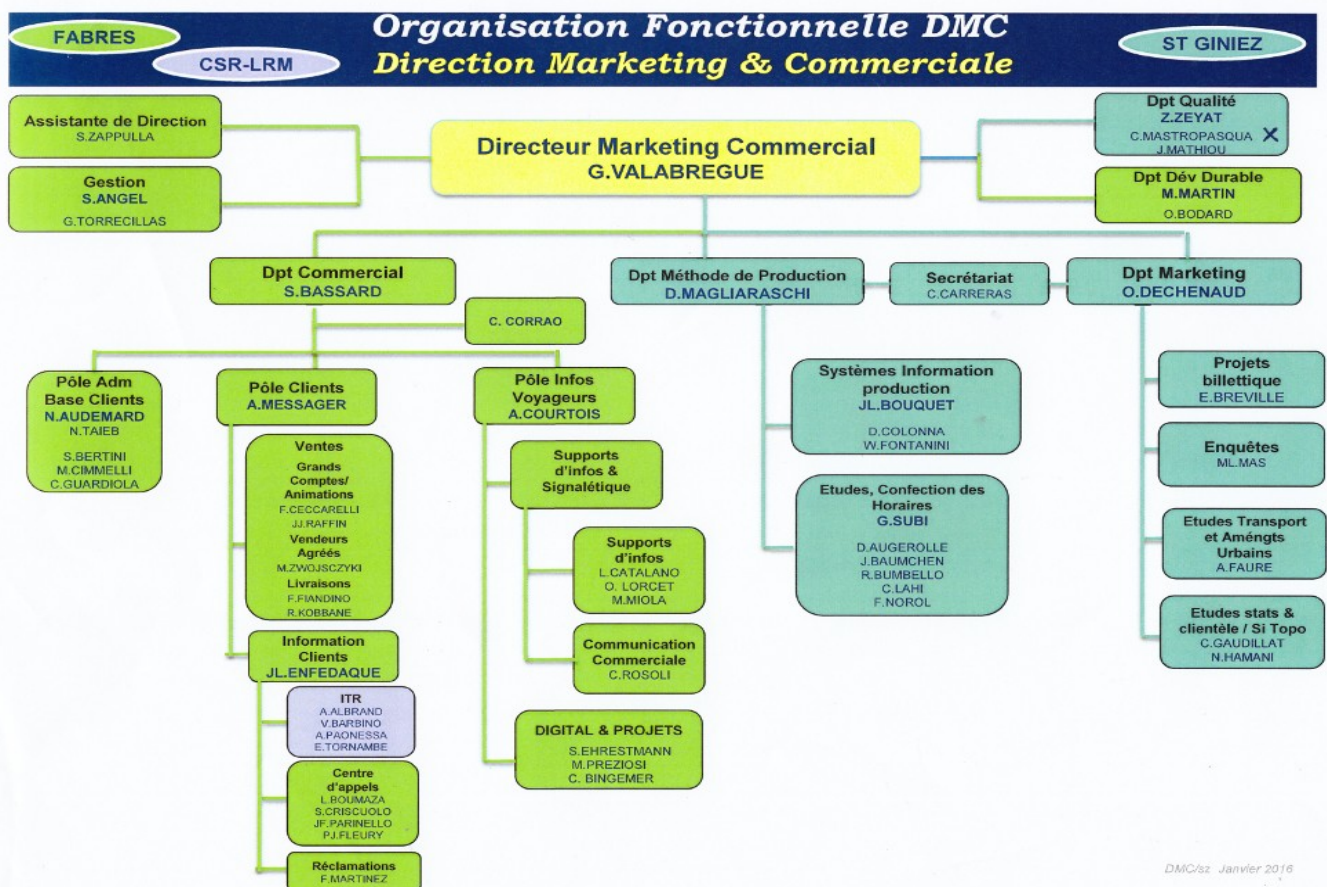 FABRES
CSR-LRM
Organisation Fonctionnelle DMC
Direction Marketing & Commerciale
ST GINIEZ
Assistante de Direction
S.ZAPPULLA
Gestion
S.ANGEL
G.TORRECILLAS
Directeur Marketing Commercial
G.VALABREGUE
Dpt Qualité
Z.ZEYAT
C.MASTROPASQUA X
J.MATHIOU
Dpt Dév Durable
M.MARTIN
O.BODARD
Dpt Commercial
S.BASSARD
C. CORRAO
Dpt Méthode de Production
D.MAGLIARASCHI
Secrétariat
C.CARRERAS
Dpt Marketing
O.DECHENAUD
Pôle Adm
Base Clients
N.AUDEMARD
N.TAIEB
S.BERTINI
M.CIMMELLI
C.GUARDIOLA
Pôle Clients
A.MESSAGER
Ventes
Grands
Comptes/
Animations
F.CECCARELLI
JJ.RAFFIN
Vendeurs
Agréés
M.ZWOJSCZYKI
Livraisons
F.FIANDINO
R.KOBBANE
Information
Clients
JL.ENFEDAQUE
ITR
A.ALBRAND
V.BARBINO
A.PAONESSA
E.TORNAMBE
Centre
d'appels
L.BOUMAZA
S.CRISCUOLO
JF.PARINELLO
PJ.FLEURY
Réclamations
F.MARTINEZ
Pôle Infos
Voyageurs
A.COURTOIS
Supports
d'infos &
Signalétique
Supports
d'infos
L.CATALANO
O. LORCET
M.MIOLA
Communication
Commerciale
C.ROSOLI
DIGITAL & PROJETS
S.EHRESTMANN
M.PREZIOSI
C. BINGEMER
Systèmes Information
production
JL.BOUQUET
D.COLONNA
W.FONTANINI
Etudes, Confection des
Horaires
G.SUBI
D.AUGEROLLE
J.BAUMCHEN
R.BUMBELLO
C.LAHI
F.NOROL
Projets
billettique
E.BREVILLE
Enquêtes
ML.MAS
Etudes Transport
et Améngts
Urbains
A.FAURE
Etudes stats &
clientèle / Si Topo
C.GAUDILLAT
N.HAMANI
DMC/sz Janvier 2016